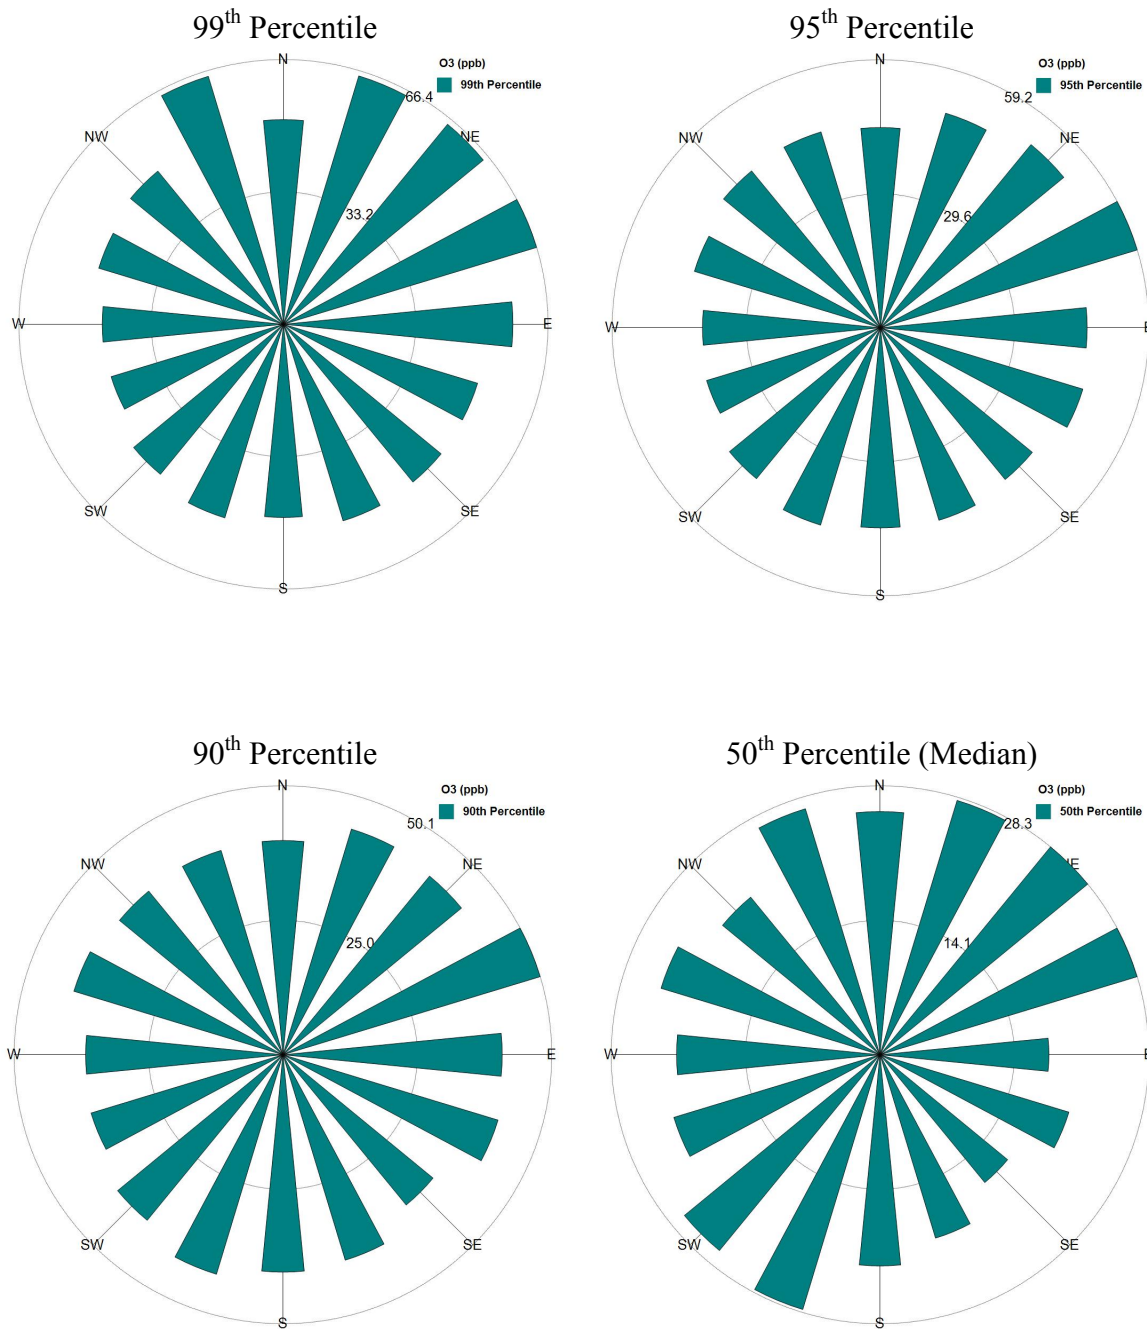 99th Percentile
N
O3 (ppb)
99th Percentile
66.4
NW
NE
33.2
W
E
SW
SE
S
95th Percentile
N
O3 (ppb)
95th Percentile
59.2
NW
NE
29.6
W
E
SW
SE
S
90th Percentile
N
O3 (ppb)
90th Percentile
50.1
NW
NE
25.0
W
E
SW
SE
S
50th Percentile (Median)
N
O3 (ppb)
50th Percentile
28.3
NW
NE
14.1
W
E
SW
SE
S